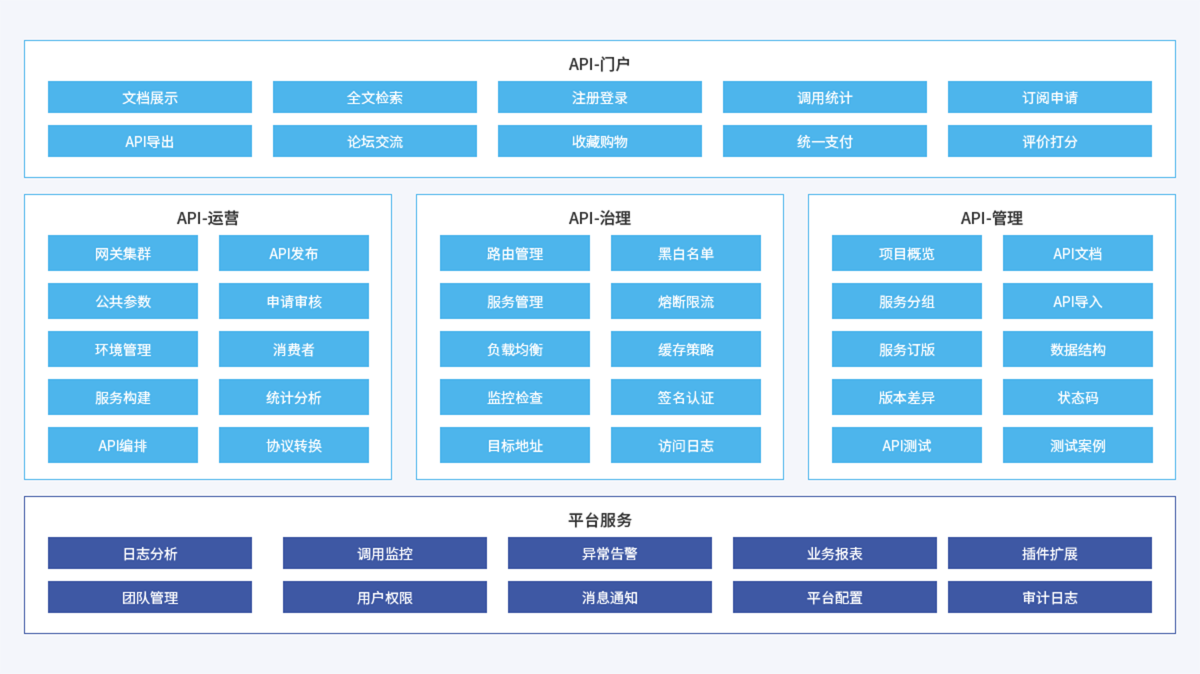 API-门户
文档展示
全文检索
注册登录
调用统计
订阅申请
API导出
论坛交流
收藏购物
统一支付
评价打分
API-运营
网关集群
API发布
公共参数
申请审核
环境管理
消费者
服务构建
统计分析
API编排
协议转换
API-治理
路由管理
黑白名单
服务管理
熔断限流
负载均衡
缓存策略
监控检查
签名认证
目标地址
访问日志
API-管理
项目概览
API文档
服务分组
API导入
服务订版
数据结构
版本差异
状态码
API测试
测试案例
平台服务
日志分析
调用监控
异常告警
业务报表
插件扩展
团队管理
用户权限
消息通知
平台配置
审计日志